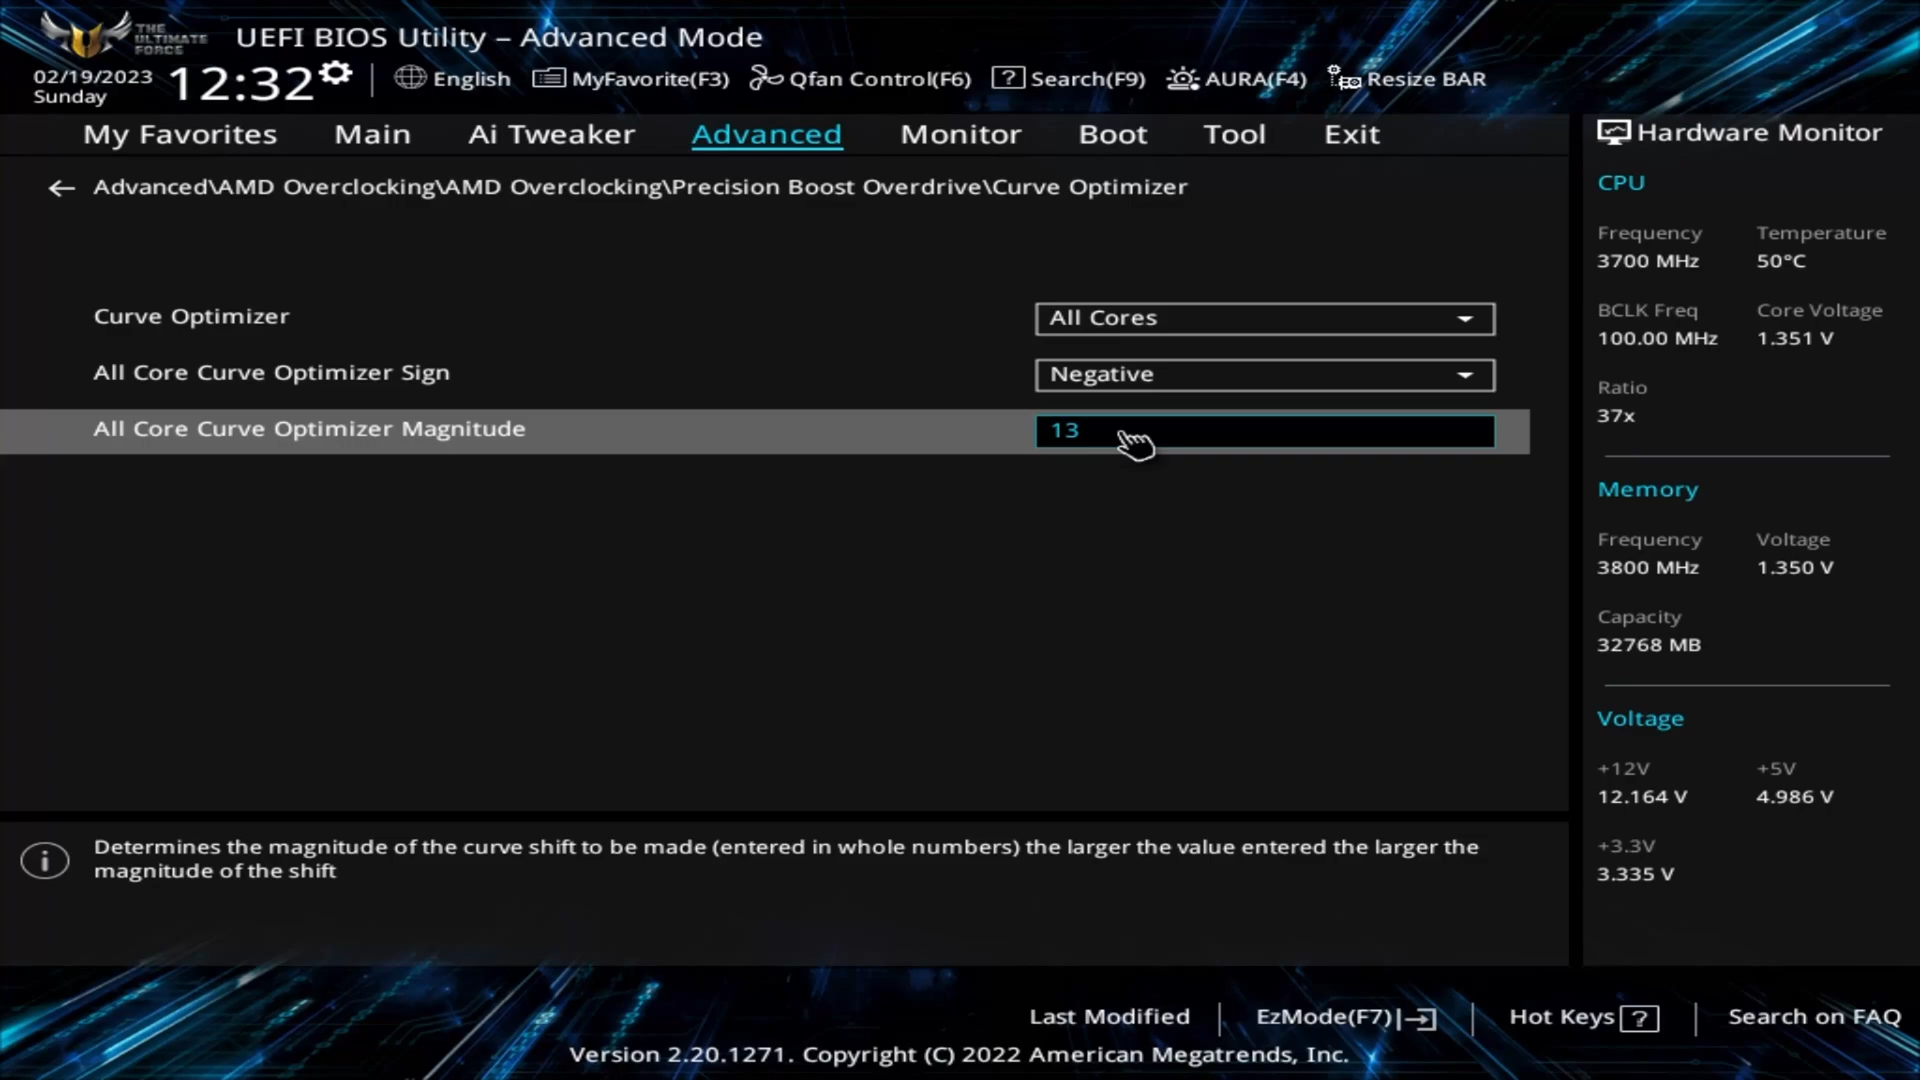 THE
ULTIMATE
FORCE
UEFI BIOS Utility – Advanced Mode
02/19/2023
Sunday
12:32
English
MyFavorite(F3)
Qfan Control(F6)
? Search(F9)
AURA(F4)
Resize BAR
My Favorites
Main
Ai Tweaker
Advanced
Monitor
Boot
Tool
Exit
Advanced\AMD Overclocking\AMD Overclocking\Precision Boost Overdrive\Curve Optimizer
Curve Optimizer
All Cores
All Core Curve Optimizer Sign
Negative
All Core Curve Optimizer Magnitude
13
Determines the magnitude of the curve shift to be made (entered in whole numbers) the larger the value entered the larger the
magnitude of the shift
Hardware Monitor
CPU
Frequency Temperature
3700 MHz 50°C
BCLK Freq Core Voltage
100.00 MHz 1.351 V
Ratio
37x
Memory
Frequency Voltage
3800 MHz 1.350 V
Capacity
32768 MB
Voltage
+12V +5V
12.164 V 4.986 V
+3.3V
3.335 V
Last Modified
EzMode(F7)
Hot Keys ?
Search on FAQ
Version 2.20.1271. Copyright (C) 2022 American Megatrends, Inc.